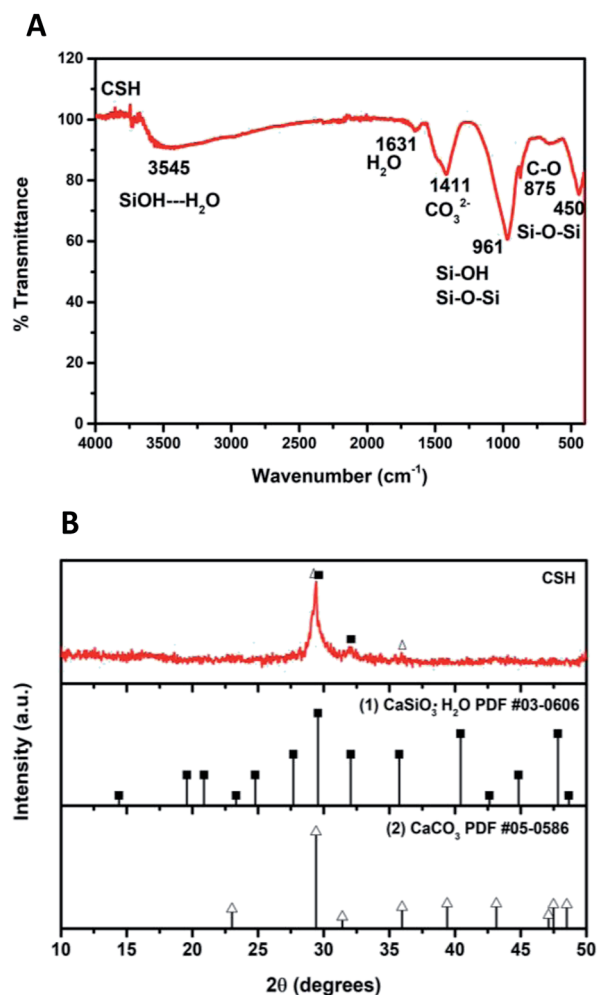 A
120
100
80
60
40
20
0
% Transmittance
CSH
3545
SiOH---H₂O
1631
H₂O
1411
CO₃²⁻
961
Si-OH
Si-O-Si
C-O
875
450
Si-O-Si
4000 3500 3000 2500 2000 1500 1000 500
Wavenumber (cm⁻¹)
B
CSH
(1) CaSiO₃·H₂O PDF #03-0606
(2) CaCO₃ PDF #05-0586
Intensity (a.u.)
10 15 20 25 30 35 40 45 50
2θ (degrees)